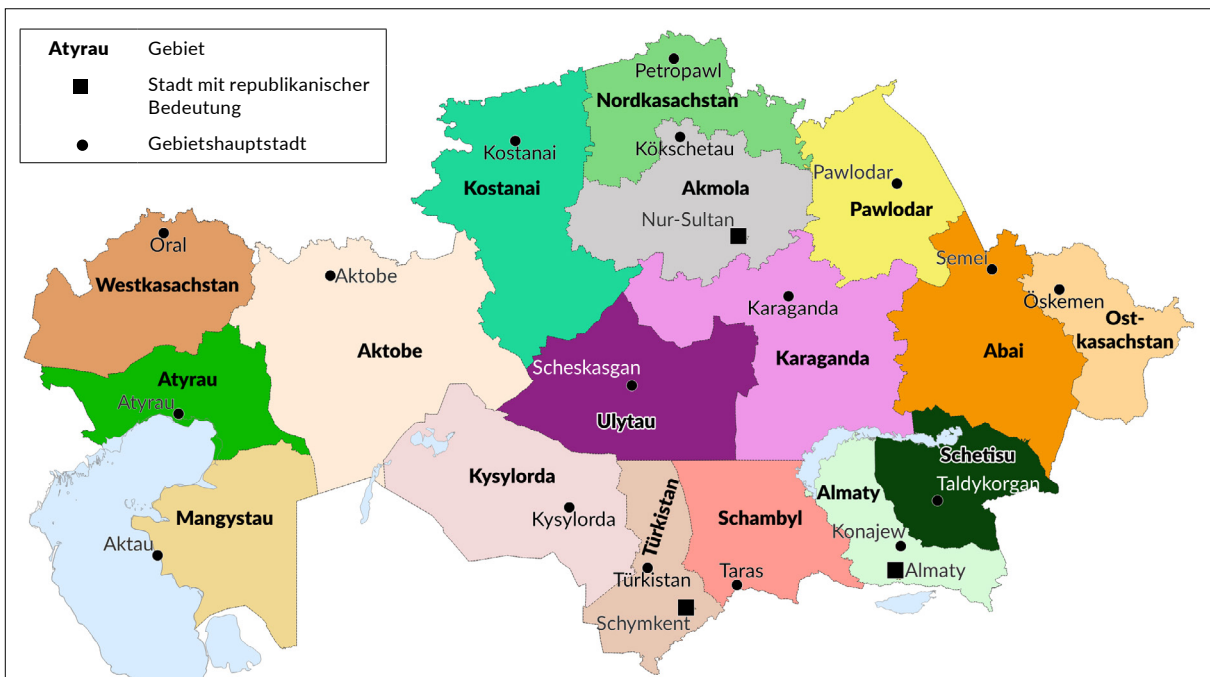 Atyrau Gebiet
Stadt mit republikanischer
Bedeutung
Gebietshauptstadt
Petropawl
Nordkasachstan
Kostanai
Kökschetau
Kostanai
Akmola
Pawlodar
Pawlodar
Nur-Sultan
Oral
Westkasachstan
Aktobe
Semei
Öskemen
Karaganda
Ost-
kasachstan
Aktobe
Karaganda
Abai
Scheskasgan
Atyrau
Atyrau
Ulytau
Schetisu
Kysylorda
Taldykorgan
Almaty
Türkistan
Mangystau
Kysylorda
Schambyl
Konajew
Aktau
Türkistan
Taras
Almaty
Schymkent